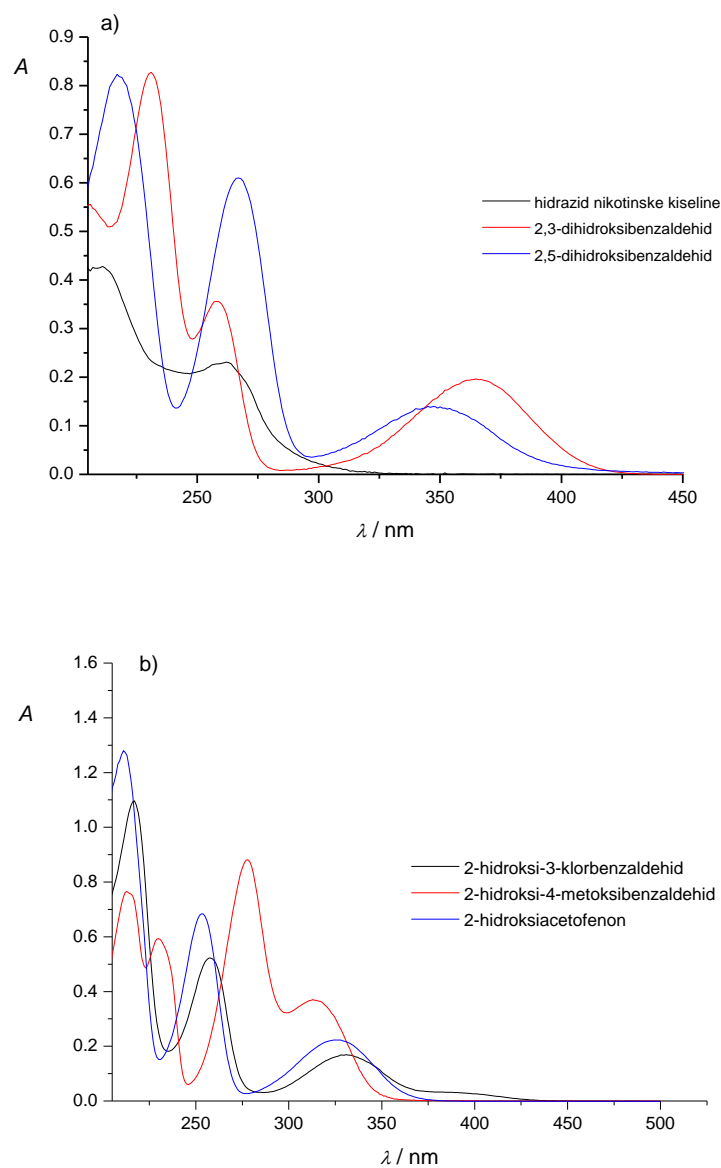 a)
A
0.9
0.8
0.7
0.6
0.5
0.4
0.3
0.2
0.1
0.0
hidrazid nikotinske kiseline
2,3-dihidroksibenzaldehid
2,5-dihidroksibenzaldehid
250 300 350 400 450
λ / nm
b)
A
1.6
1.4
1.2
1.0
0.8
0.6
0.4
0.2
0.0
2-hidroksi-3-klorbenzaldehid
2-hidroksi-4-metoksibenzaldehid
2-hidroksiacetofenon
250 300 350 400 450 500
λ / nm